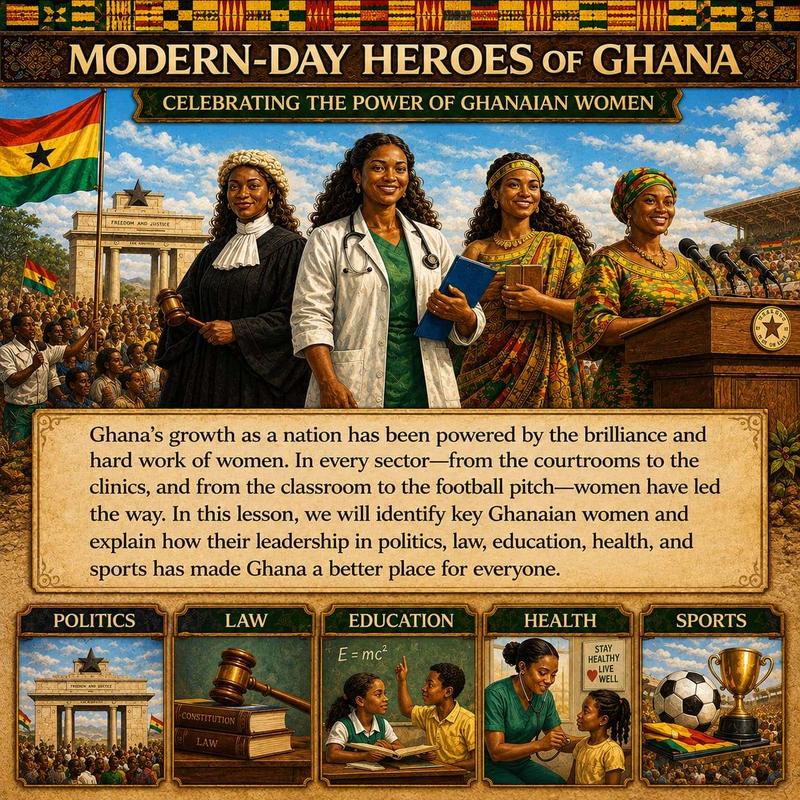 MODERN-DAY HEROES OF GHANA
CELEBRATING THE POWER OF GHANAIAN WOMEN
FREEDOM AND JUSTICE
Ghana's growth as a nation has been powered by the brilliance and
hard work of women. In every sector—from the courtrooms to the
clinics, and from the classroom to the football pitch—women have led
the way. In this lesson, we will identify key Ghanaian women and
explain how their leadership in politics, law, education, health, and
sports has made Ghana a better place for everyone.
POLITICS
LAW
EDUCATION
HEALTH
SPORTS
CONSTITUTION
LAW
E=mc²
STAY
HEALTHY
LIVE
WELL